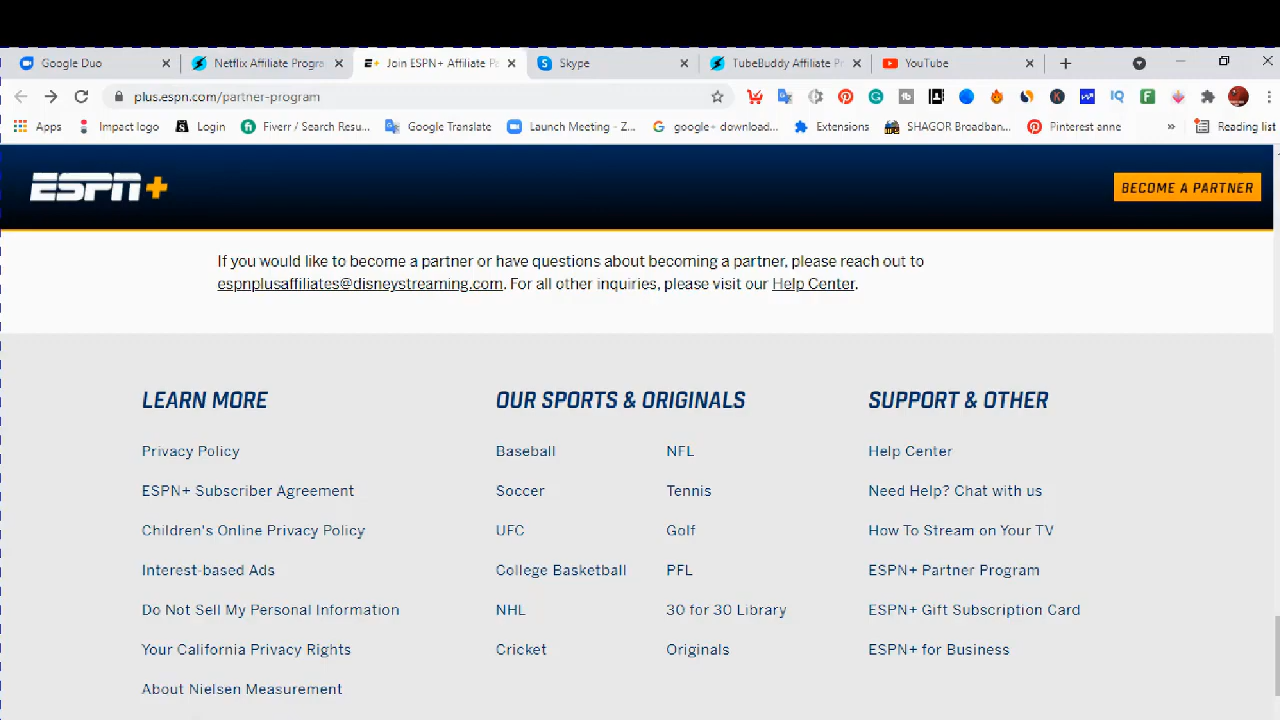 Google Duo
Netflix Affiliate Progra
Join ESPN+ Affiliate Pa
Skype
TubeBuddy Affiliate Pr
YouTube
plus.espn.com/partner-program
Apps
Impact logo
Login
Fiverr / Search Resu...
Google Translate
Launch Meeting - Z...
google+ download...
Extensions
SHAGOR Broadban...
Pinterest anne
»
Reading list
ESPN+
BECOME A PARTNER
If you would like to become a partner or have questions about becoming a partner, please reach out to
espnplusaffiliates@disneystreaming.com. For all other inquiries, please visit our Help Center.
LEARN MORE
Privacy Policy
ESPN+ Subscriber Agreement
Children's Online Privacy Policy
Interest-based Ads
Do Not Sell My Personal Information
Your California Privacy Rights
About Nielsen Measurement
OUR SPORTS & ORIGINALS
Baseball
Soccer
UFC
College Basketball
NHL
Cricket
NFL
Tennis
Golf
PFL
30 for 30 Library
Originals
SUPPORT & OTHER
Help Center
Need Help? Chat with us
How To Stream on Your TV
ESPN+ Partner Program
ESPN+ Gift Subscription Card
ESPN+ for Business